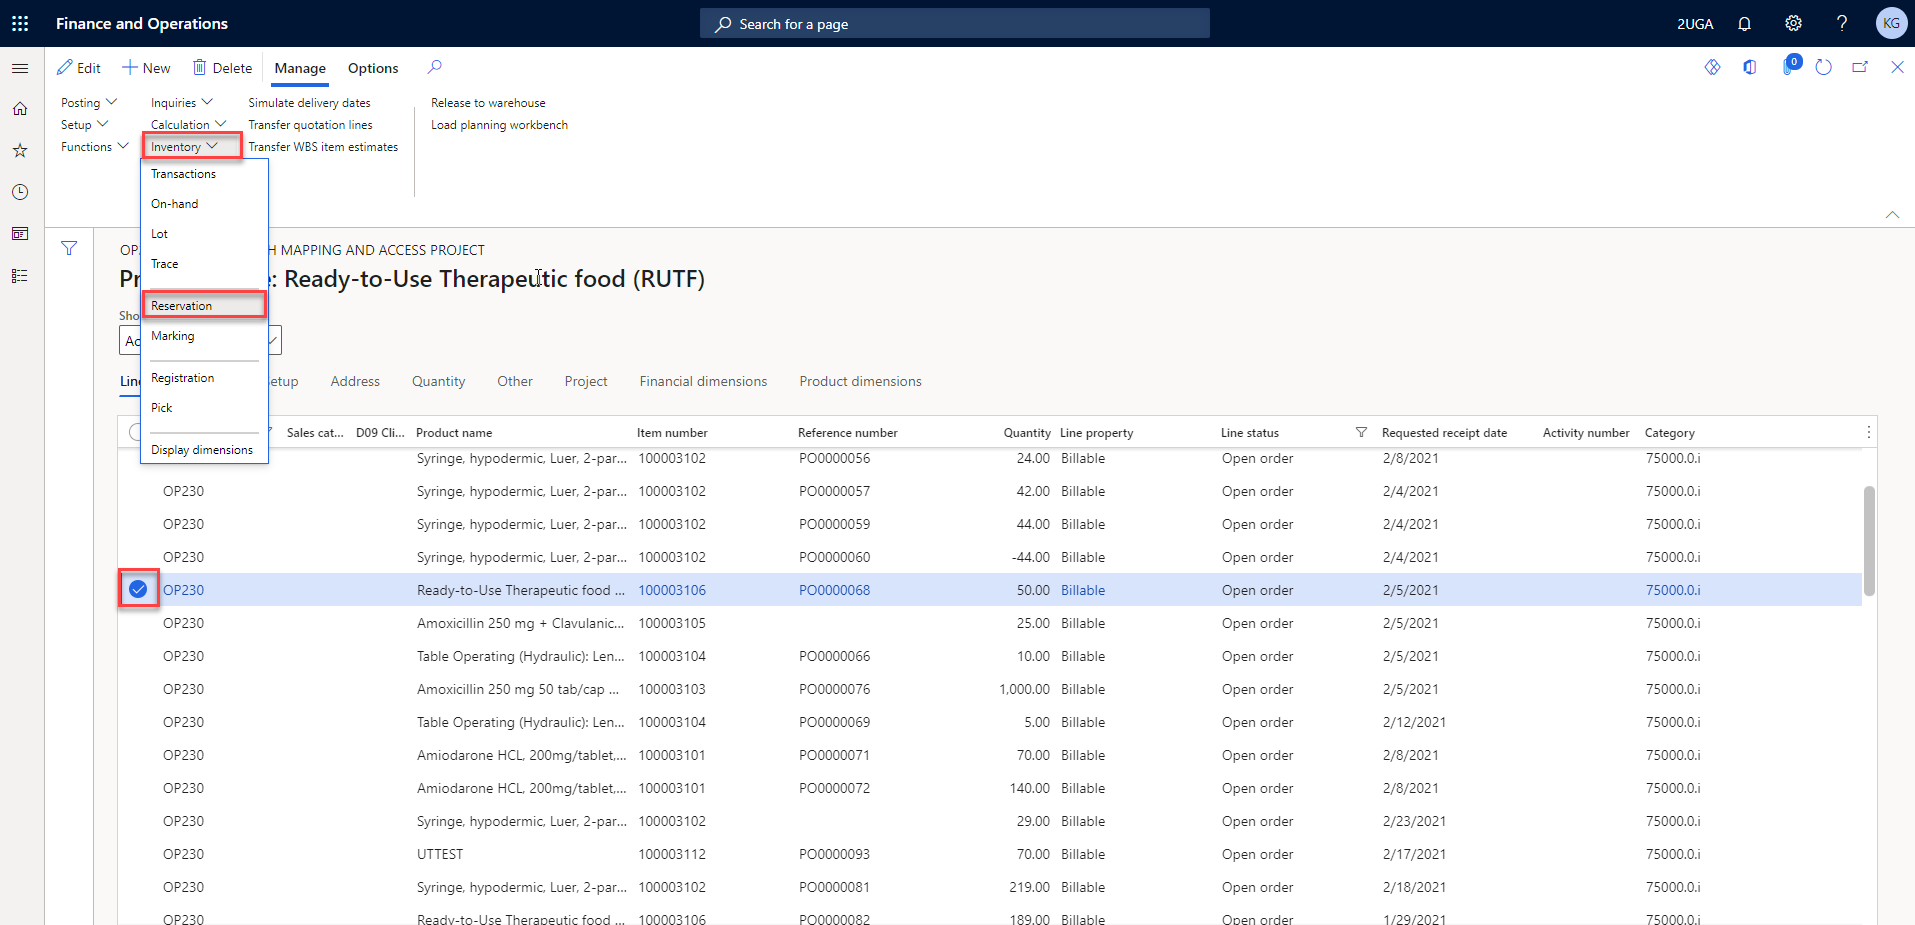 Finance and Operations
Search for a page
2UGA
KG
Edit
New
Delete
Manage
Options
0
Posting
Inquiries
Simulate delivery dates
Release to warehouse
Setup
Calculation
Transfer quotation lines
Load planning workbench
Functions
Inventory
Transfer WBS item estimates
Transactions
On-hand
Lot
Trace
Reservation
Marking
Registration
Pick
Display dimensions
MAPPING AND ACCESS PROJECT
: Ready-to-Use Therapeutic food (RUTF)
Address
Quantity
Other
Project
Financial dimensions
Product dimensions
Sales cat... D09 Cli... Product name Item number Reference number Quantity Line property Line status Requested receipt date Activity number Category
Syringe, hypodermic, Luer, 2-par... 100003102 PO0000056 24.00 Billable Open order 2/8/2021 75000.0.i
OP230 Syringe, hypodermic, Luer, 2-par... 100003102 PO0000057 42.00 Billable Open order 2/4/2021 75000.0.i
OP230 Syringe, hypodermic, Luer, 2-par... 100003102 PO0000059 44.00 Billable Open order 2/4/2021 75000.0.i
OP230 Syringe, hypodermic, Luer, 2-par... 100003102 PO0000060 -44.00 Billable Open order 2/4/2021 75000.0.i
OP230 Ready-to-Use Therapeutic food ... 100003106 PO0000068 50.00 Billable Open order 2/5/2021 75000.0.i
OP230 Amoxicillin 250 mg + Clavulanic... 100003105 25.00 Billable Open order 2/5/2021 75000.0.i
OP230 Table Operating (Hydraulic): Len... 100003104 PO0000066 10.00 Billable Open order 2/5/2021 75000.0.i
OP230 Amoxicillin 250 mg 50 tab/cap ... 100003103 PO0000076 1,000.00 Billable Open order 2/5/2021 75000.0.i
OP230 Table Operating (Hydraulic): Len... 100003104 PO0000069 5.00 Billable Open order 2/12/2021 75000.0.i
OP230 Amiodarone HCL, 200mg/tablet,... 100003101 PO0000071 70.00 Billable Open order 2/8/2021 75000.0.i
OP230 Amiodarone HCL, 200mg/tablet,... 100003101 PO0000072 140.00 Billable Open order 2/8/2021 75000.0.i
OP230 Syringe, hypodermic, Luer, 2-par... 100003102 29.00 Billable Open order 2/23/2021 75000.0.i
OP230 UTTEST 100003112 PO0000093 70.00 Billable Open order 2/17/2021 75000.0.i
OP230 Syringe, hypodermic, Luer, 2-par... 100003102 PO0000081 219.00 Billable Open order 2/18/2021 75000.0.i
OP230 Ready-to-Use Therapeutic food ... 100003106 PO0000082 189.00 Billable Open order 1/29/2021 75000.0.i